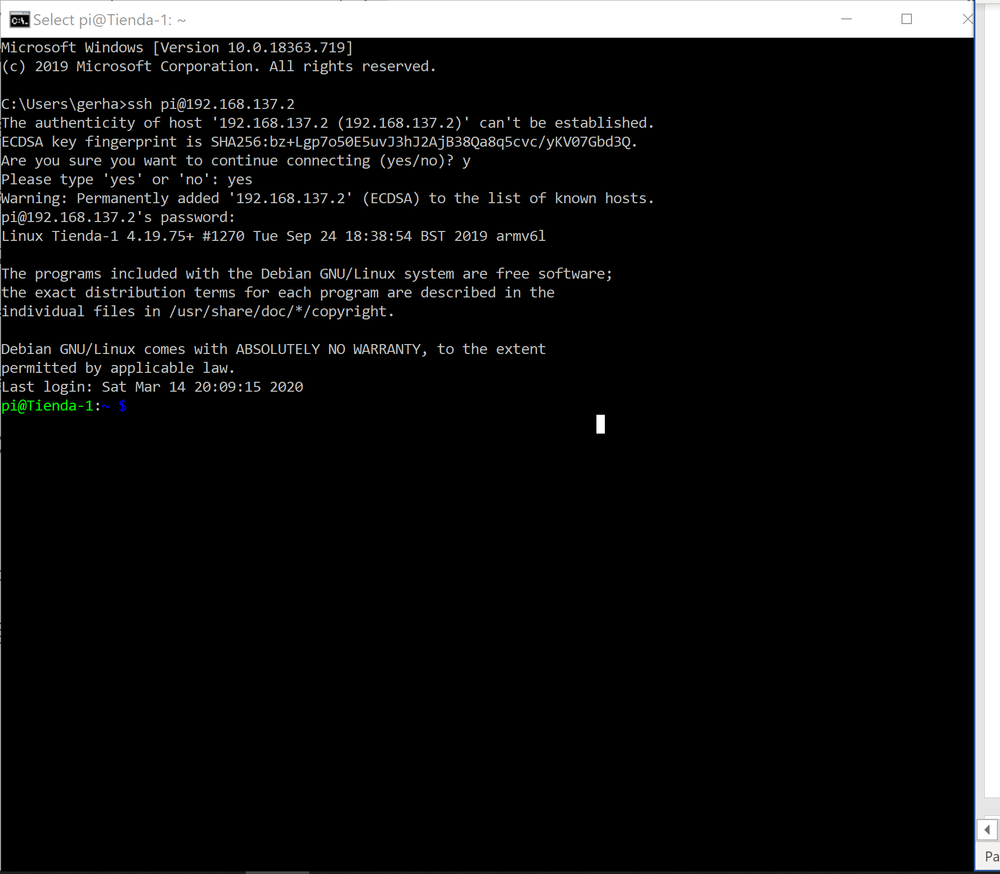 Select pi@Tienda-1: ~
Microsoft Windows [Version 10.0.18363.719]
(c) 2019 Microsoft Corporation. All rights reserved.
C:\Users\gerha>ssh pi@192.168.137.2
The authenticity of host '192.168.137.2 (192.168.137.2)' can't be established.
ECDSA key fingerprint is SHA256:bz+Lgp7o50E5uvJ3hJ2AjB38Qa8q5cvc/yKV07Gbd3Q.
Are you sure you want to continue connecting (yes/no)? y
Please type 'yes' or 'no': yes
Warning: Permanently added '192.168.137.2' (ECDSA) to the list of known hosts.
pi@192.168.137.2's password:
Linux Tienda-1 4.19.75+ #1270 Tue Sep 24 18:38:54 BST 2019 armv6l
The programs included with the Debian GNU/Linux system are free software;
the exact distribution terms for each program are described in the
individual files in /usr/share/doc/*/copyright.
Debian GNU/Linux comes with ABSOLUTELY NO WARRANTY, to the extent
permitted by applicable law.
Last login: Sat Mar 14 20:09:15 2020
pi@Tienda-1:~ $
Pa